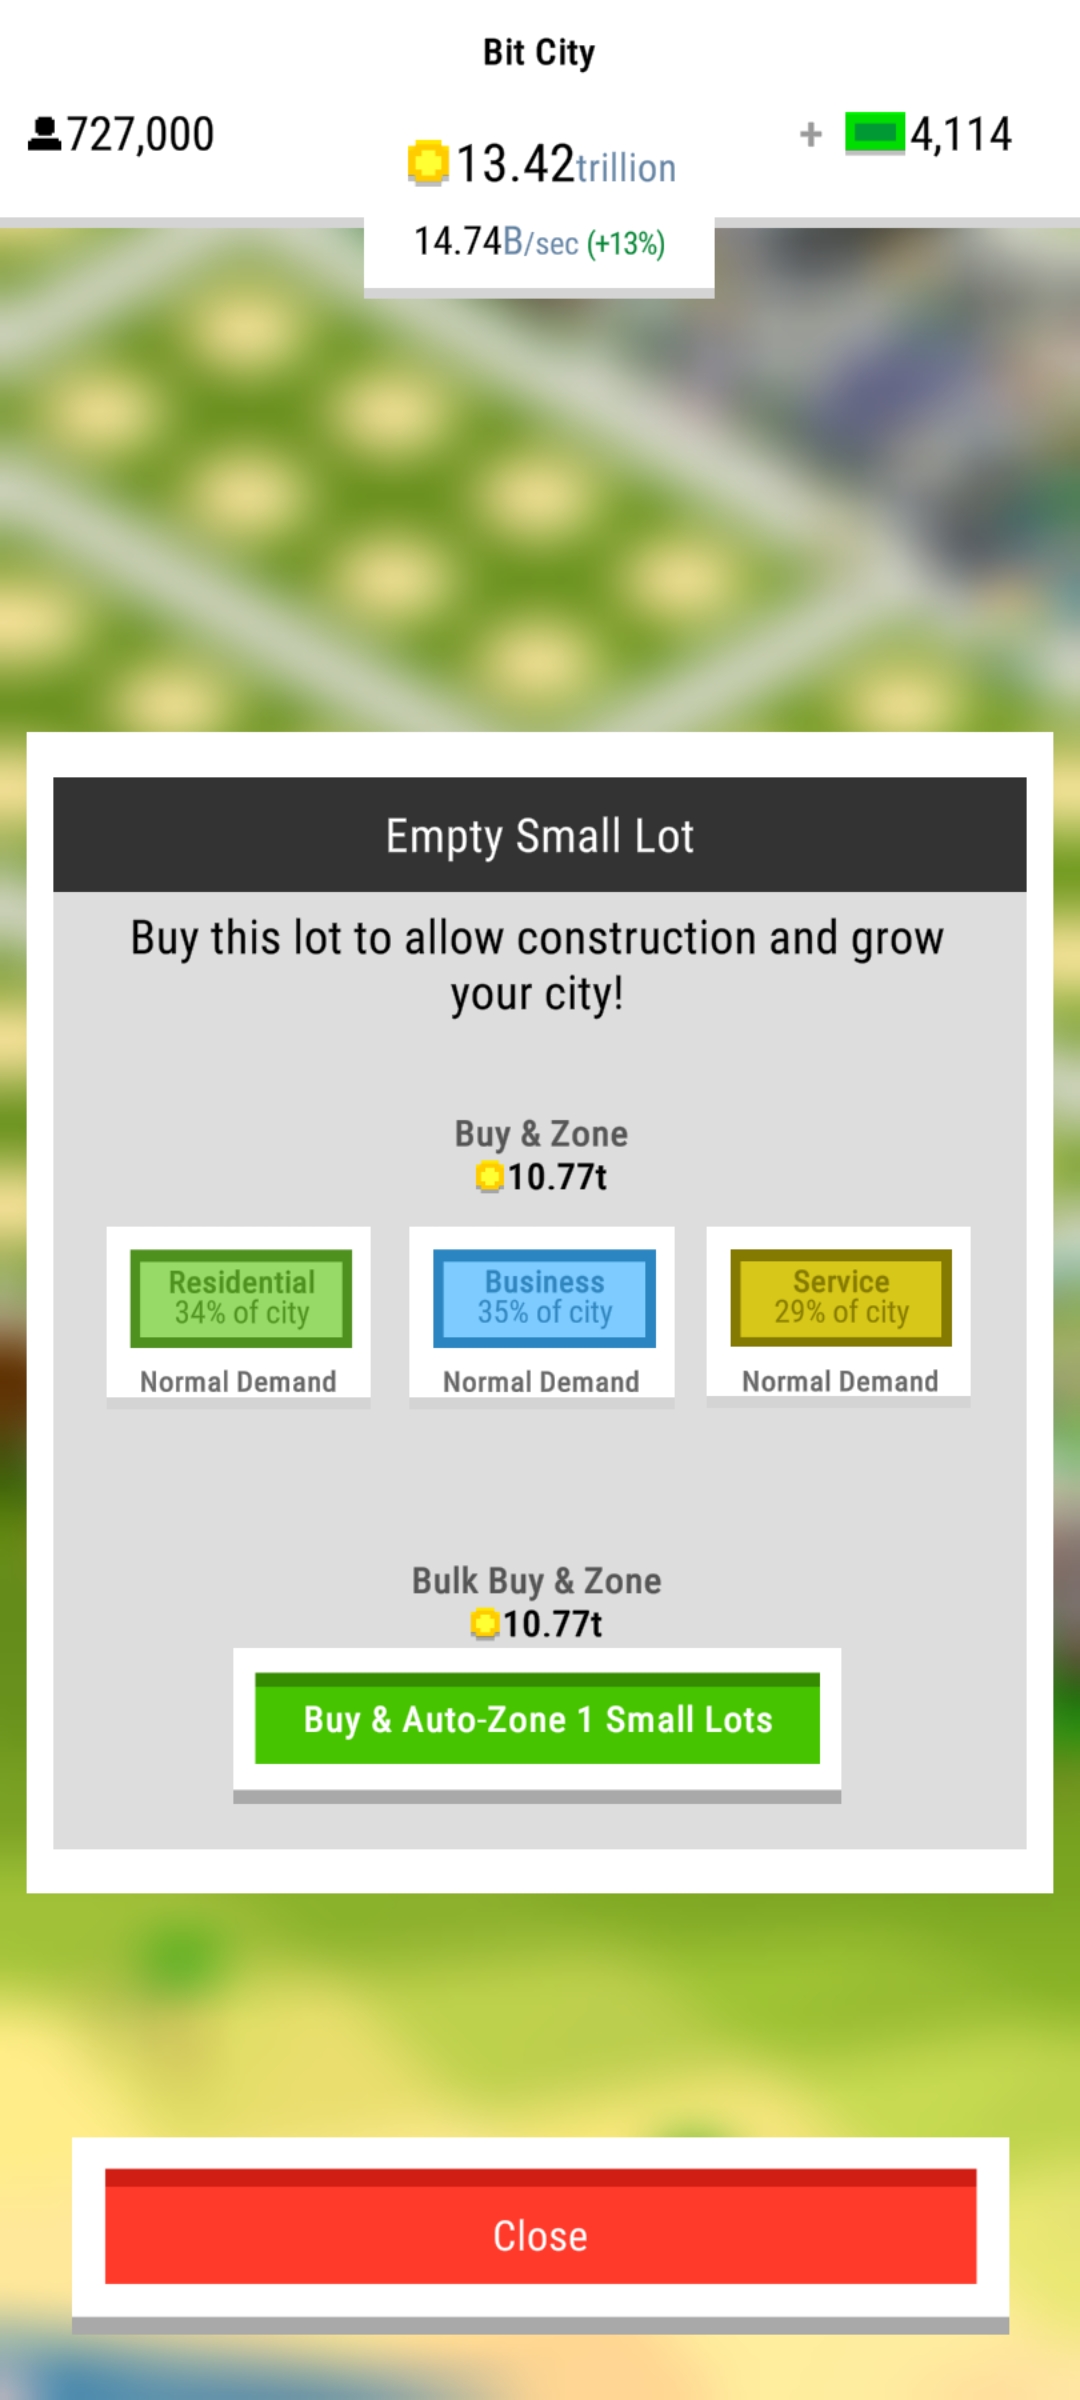 Bit City
727,000
13.42trillion
+ 4,114
14.74B/sec (+13%)
Empty Small Lot
Buy this lot to allow construction and grow
your city!
Buy & Zone
10.77t
Residential
34% of city
Normal Demand
Business
35% of city
Normal Demand
Service
29% of city
Normal Demand
Bulk Buy & Zone
10.77t
Buy & Auto-Zone 1 Small Lots
Close